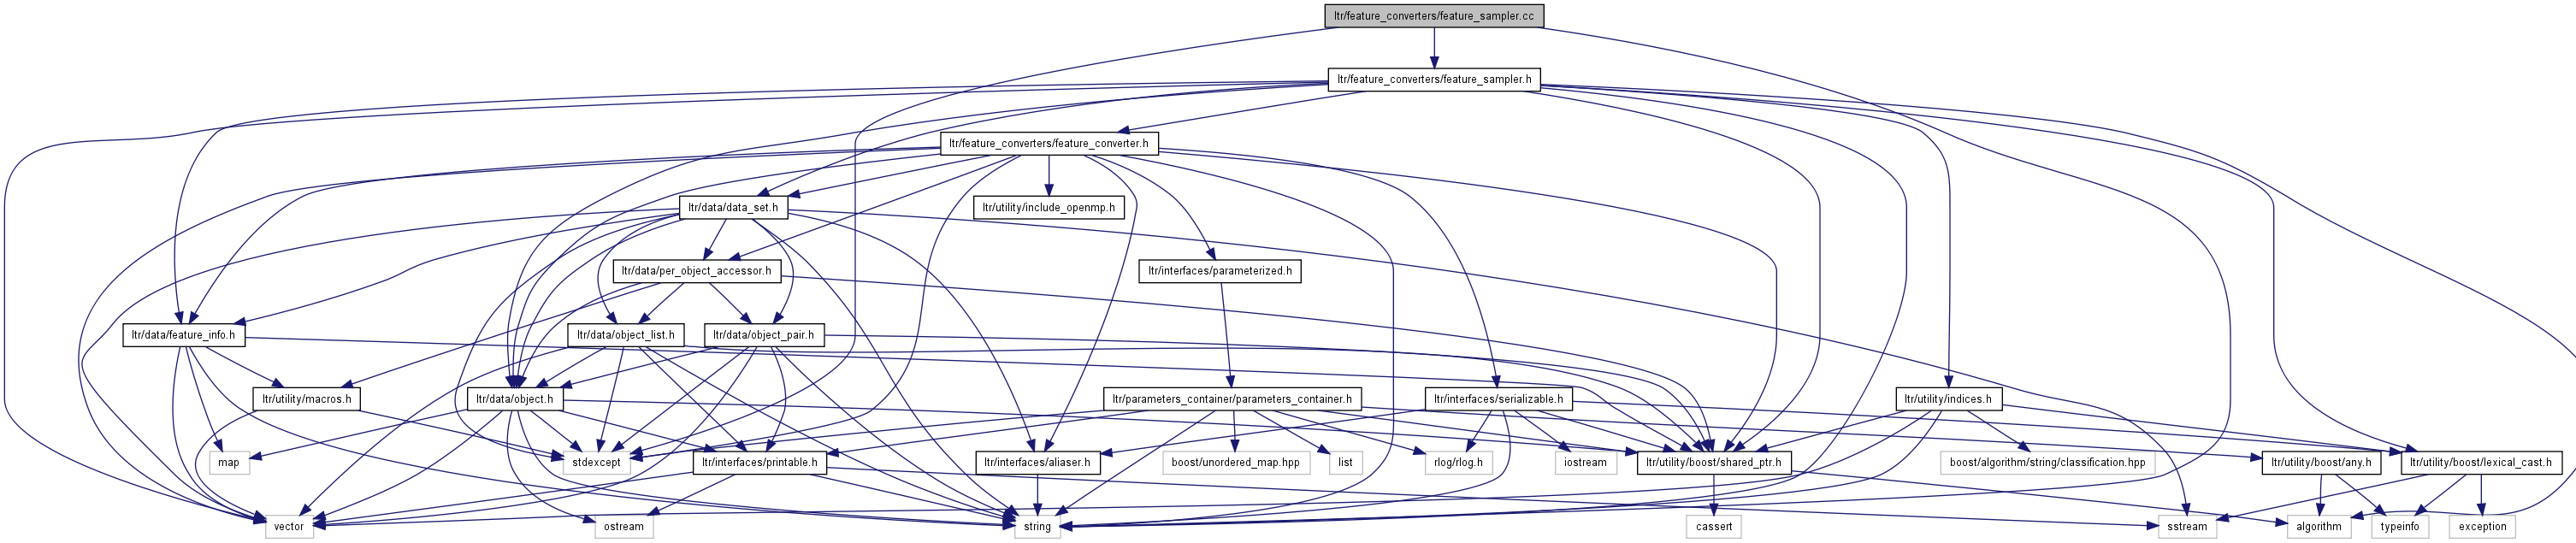 ltr/feature_converters/feature_sampler.cc
ltr/feature_converters/feature_sampler.h
ltr/feature_converters/feature_converter.h
ltr/data/data_set.h
ltr/utility/include_openmp.h
ltr/data/per_object_accessor.h
ltr/interfaces/parameterized.h
ltr/data/feature_info.h
ltr/data/object_list.h
ltr/data/object_pair.h
ltr/utility/macros.h
ltr/data/object.h
ltr/parameters_container/parameters_container.h
ltr/interfaces/serializable.h
ltr/utility/indices.h
map
stdexcept
ltr/interfaces/printable.h
ltr/interfaces/aliaser.h
boost/unordered_map.hpp
list
rlog/rlog.h
iostream
ltr/utility/boost/shared_ptr.h
boost/algorithm/string/classification.hpp
ltr/utility/boost/any.h
ltr/utility/boost/lexical_cast.h
vector
ostream
string
cassert
sstream
algorithm
typeinfo
exception